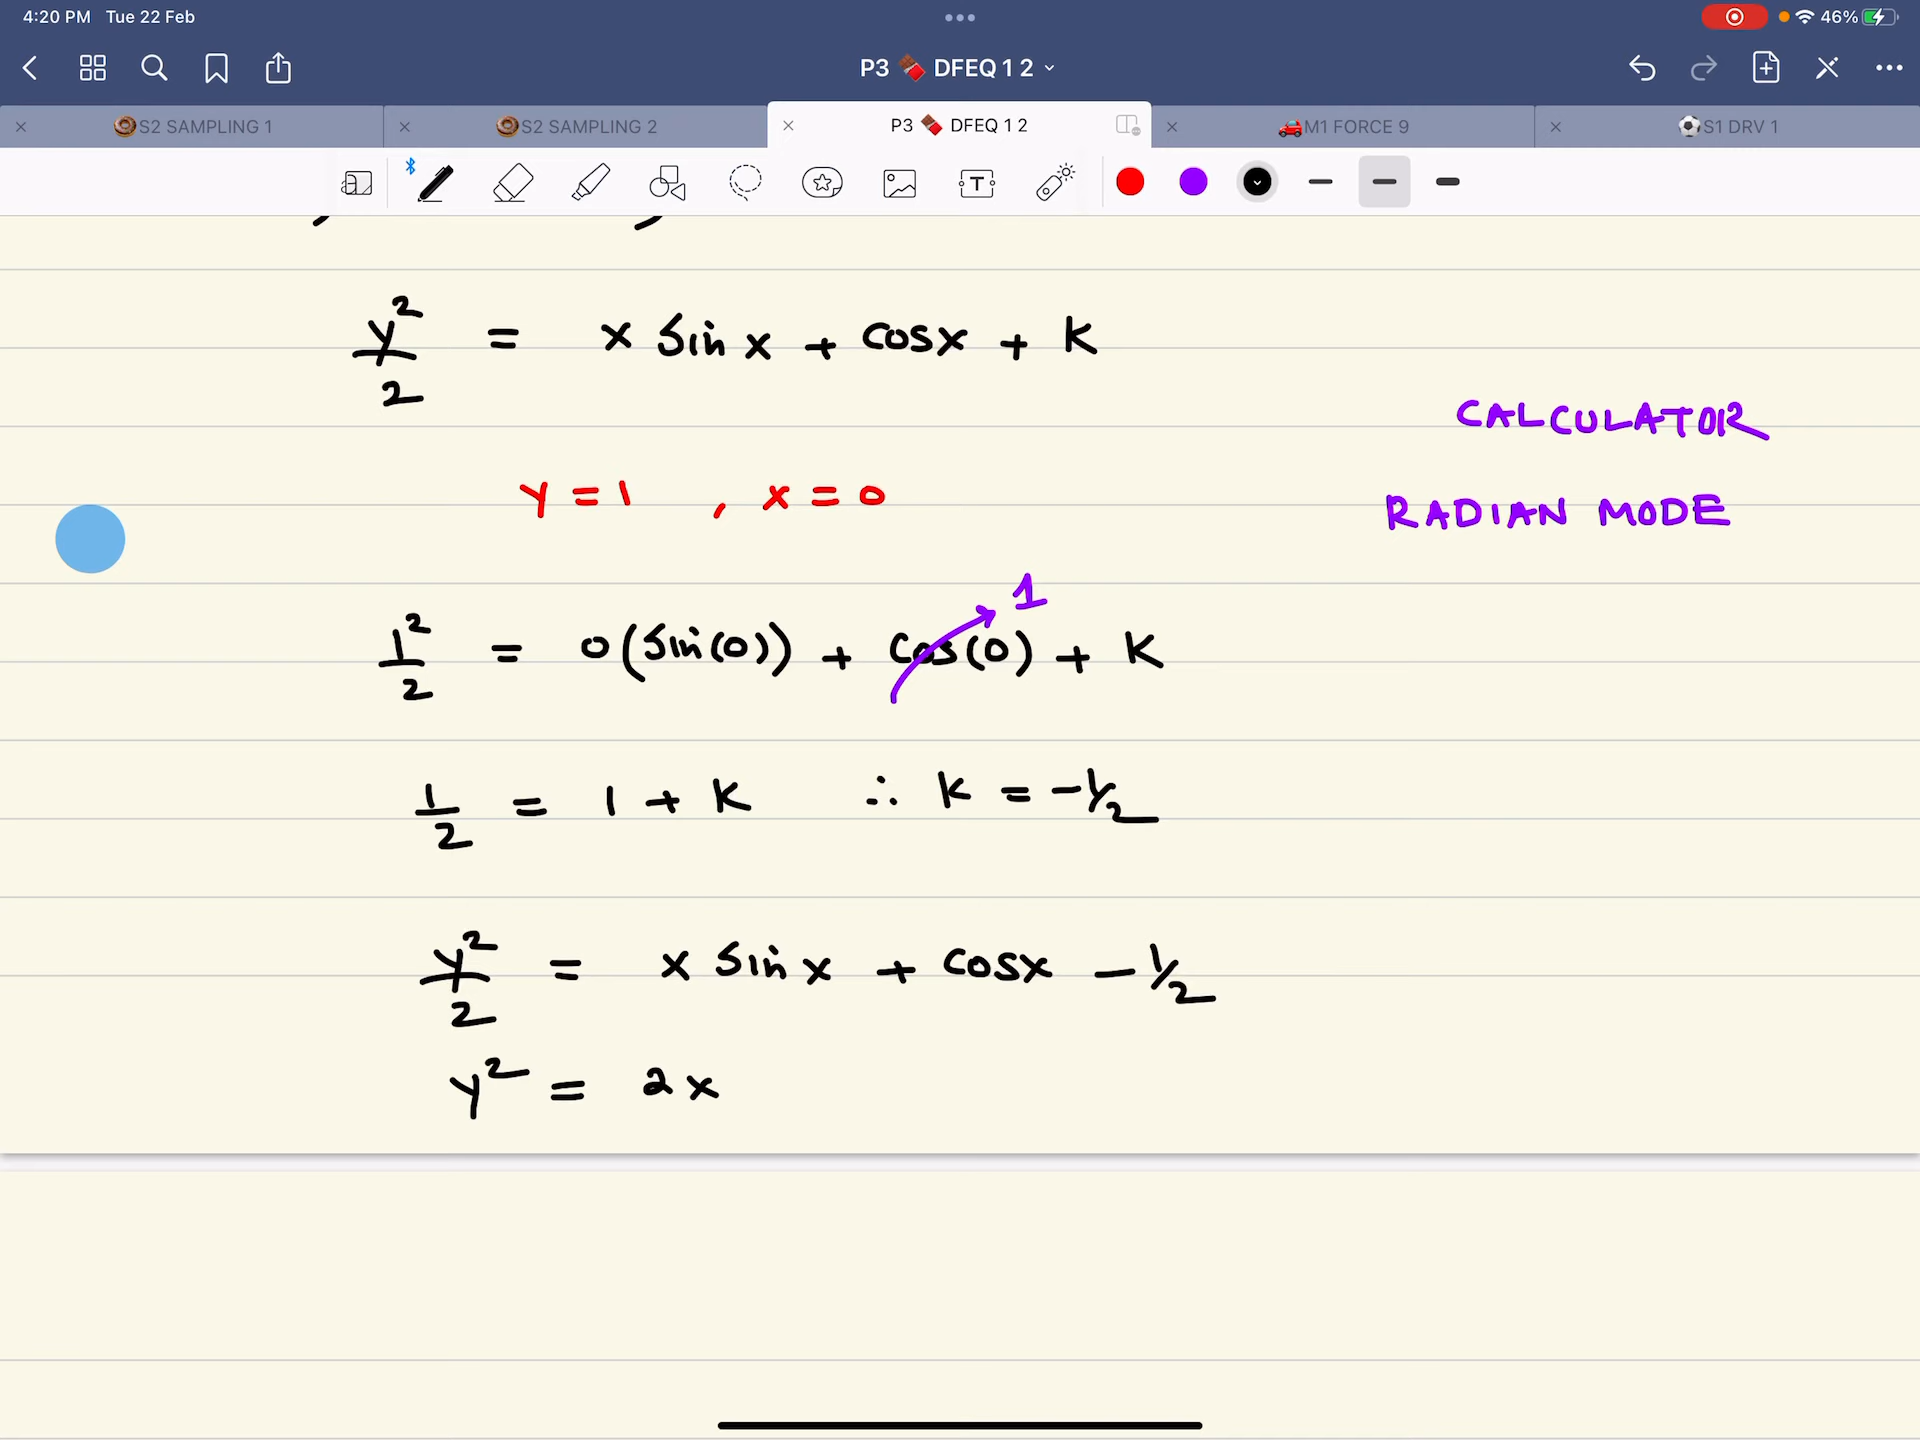 4:20 PM Tue 22 Feb 46%
P3 🍫 DFEQ 1 2
S2 SAMPLING 1 S2 SAMPLING 2 P3 🍫 DFEQ 1 2 M1 FORCE 9 S1 DRV 1
y²/2 = x sin x + cosx + K
CALCULATOR
y = 1 , x = 0
RADIAN MODE
1
1²/2 = 0(sin(0)) + cos(0) + K
1/2 = 1 + K ∴ K = -1/2
y²/2 = x sin x + cosx - 1/2
y² = 2x